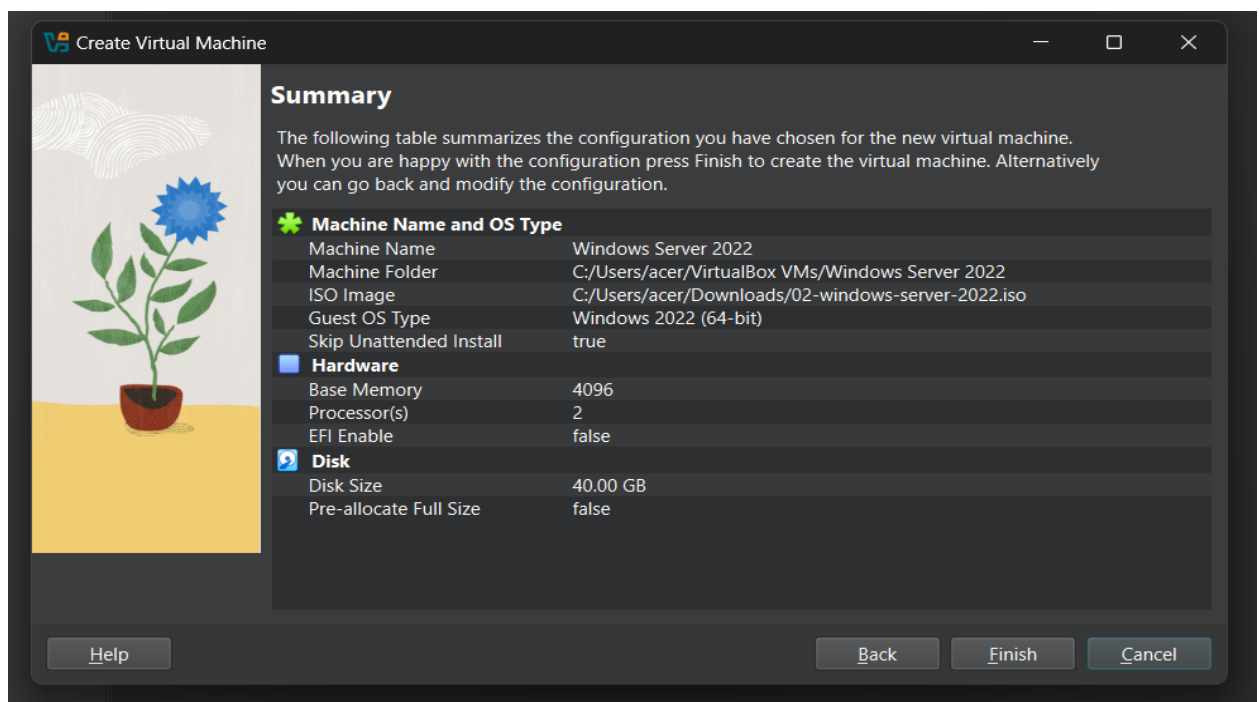 Create Virtual Machine
Summary
The following table summarizes the configuration you have chosen for the new virtual machine.
When you are happy with the configuration press Finish to create the virtual machine. Alternatively
you can go back and modify the configuration.
Machine Name and OS Type
Machine Name Windows Server 2022
Machine Folder C:/Users/acer/VirtualBox VMs/Windows Server 2022
ISO Image C:/Users/acer/Downloads/02-windows-server-2022.iso
Guest OS Type Windows 2022 (64-bit)
Skip Unattended Install true
Hardware
Base Memory 4096
Processor(s) 2
EFI Enable false
Disk
Disk Size 40.00 GB
Pre-allocate Full Size false
Help Back Finish Cancel